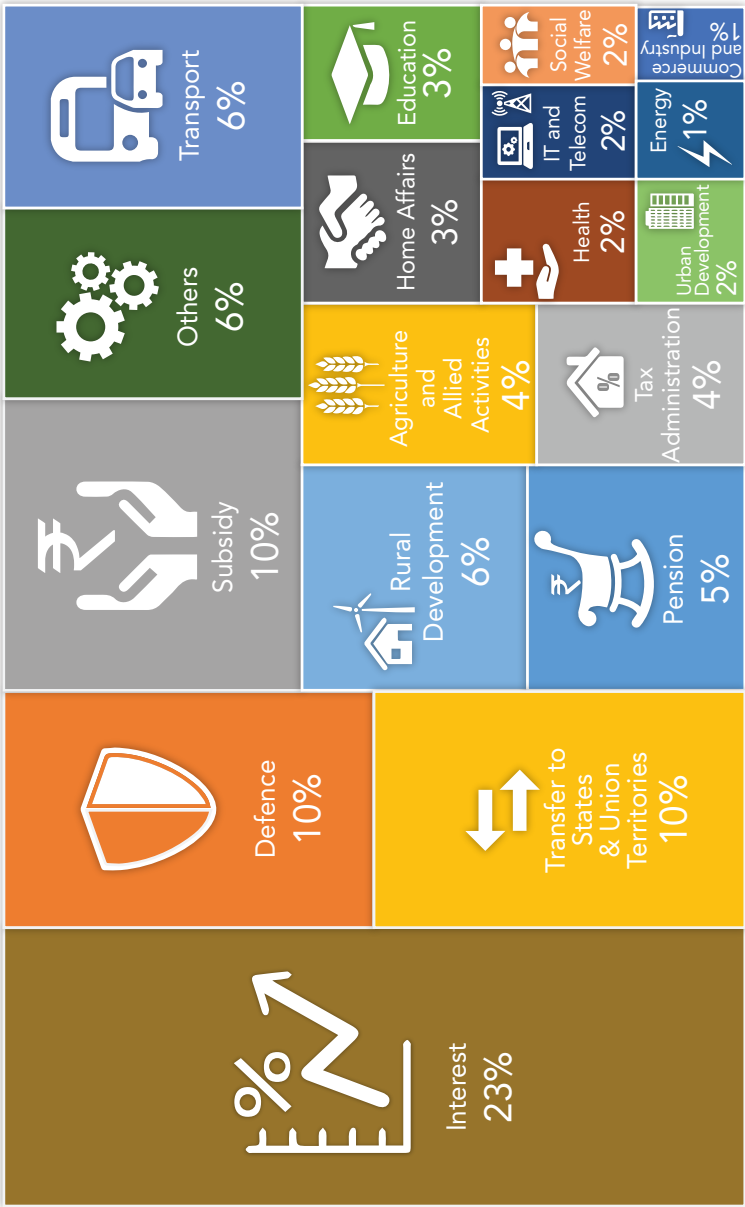 Interest
23%
Defence
10%
Transfer to
States
& Union
Territories
10%
₹
Subsidy
10%
Rural
Development
6%
₹
Pension
5%
Others
6%
Agriculture
and
Allied
Activities
4%
%
Tax
Administration
4%
Transport
6%
Home Affairs
3%
Education
3%
Health
2%
Urban
Development
2%
IT and
Telecom
2%
Energy
1%
Social
Welfare
2%
Commerce
and Industry
1%
%